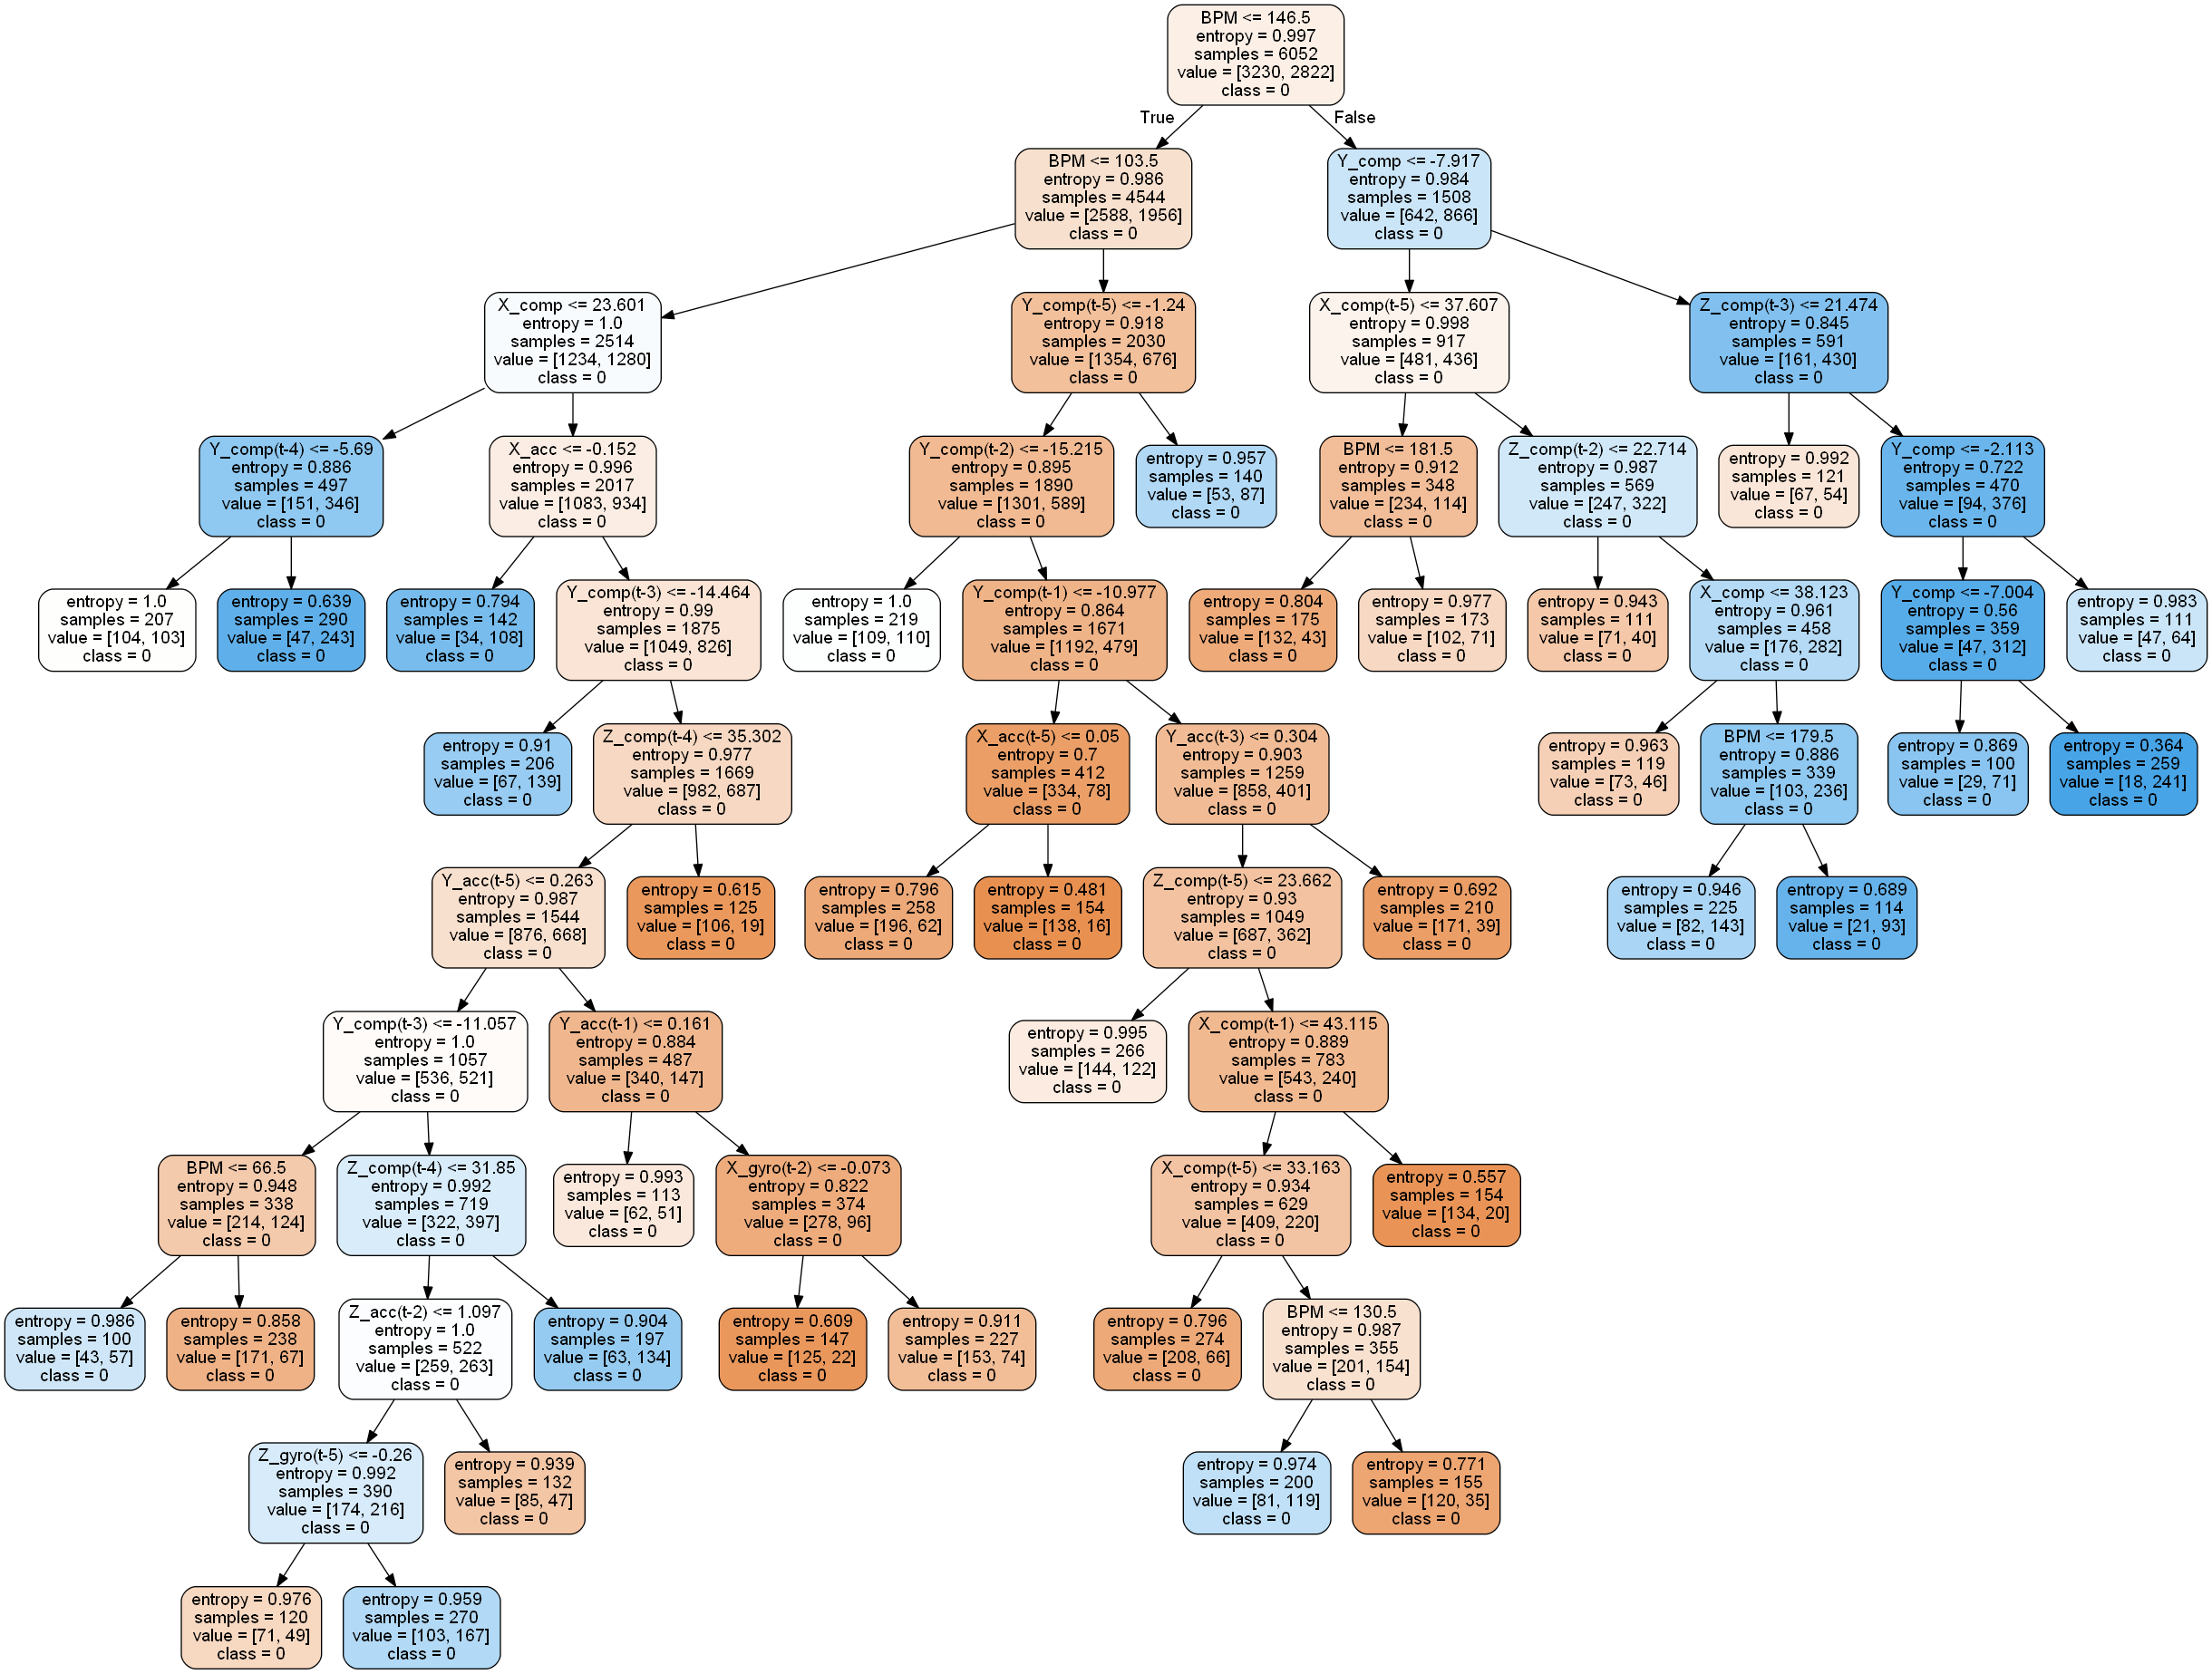 BPM <= 146.5
entropy = 0.997
samples = 6052
value = [3230, 2822]
class = 0
True
False
BPM <= 103.5
entropy = 0.986
samples = 4544
value = [2588, 1956]
class = 0
Y_comp <= -7.917
entropy = 0.984
samples = 1508
value = [642, 866]
class = 0
X_comp <= 23.601
entropy = 1.0
samples = 2514
value = [1234, 1280]
class = 0
Y_comp(t-5) <= -1.24
entropy = 0.918
samples = 2030
value = [1354, 676]
class = 0
X_comp(t-5) <= 37.607
entropy = 0.998
samples = 917
value = [481, 436]
class = 0
Z_comp(t-3) <= 21.474
entropy = 0.845
samples = 591
value = [161, 430]
class = 0
Y_comp(t-4) <= -5.69
entropy = 0.886
samples = 497
value = [151, 346]
class = 0
X_acc <= -0.152
entropy = 0.996
samples = 2017
value = [1083, 934]
class = 0
Y_comp(t-2) <= -15.215
entropy = 0.895
samples = 1890
value = [1301, 589]
class = 0
entropy = 0.957
samples = 140
value = [53, 87]
class = 0
BPM <= 181.5
entropy = 0.912
samples = 348
value = [234, 114]
class = 0
Z_comp(t-2) <= 22.714
entropy = 0.987
samples = 569
value = [247, 322]
class = 0
entropy = 0.992
samples = 121
value = [67, 54]
class = 0
Y_comp <= -2.113
entropy = 0.722
samples = 470
value = [94, 376]
class = 0
entropy = 1.0
samples = 207
value = [104, 103]
class = 0
entropy = 0.639
samples = 290
value = [47, 243]
class = 0
entropy = 0.794
samples = 142
value = [34, 108]
class = 0
Y_comp(t-3) <= -14.464
entropy = 0.99
samples = 1875
value = [1049, 826]
class = 0
entropy = 1.0
samples = 219
value = [109, 110]
class = 0
Y_comp(t-1) <= -10.977
entropy = 0.864
samples = 1671
value = [1192, 479]
class = 0
entropy = 0.804
samples = 175
value = [132, 43]
class = 0
entropy = 0.977
samples = 173
value = [102, 71]
class = 0
entropy = 0.943
samples = 111
value = [71, 40]
class = 0
X_comp <= 38.123
entropy = 0.961
samples = 458
value = [176, 282]
class = 0
Y_comp <= -7.004
entropy = 0.56
samples = 359
value = [47, 312]
class = 0
entropy = 0.983
samples = 111
value = [47, 64]
class = 0
entropy = 0.91
samples = 206
value = [67, 139]
class = 0
Z_comp(t-4) <= 35.302
entropy = 0.977
samples = 1669
value = [982, 687]
class = 0
X_acc(t-5) <= 0.05
entropy = 0.7
samples = 412
value = [334, 78]
class = 0
Y_acc(t-3) <= 0.304
entropy = 0.903
samples = 1259
value = [858, 401]
class = 0
entropy = 0.963
samples = 119
value = [73, 46]
class = 0
BPM <= 179.5
entropy = 0.886
samples = 339
value = [103, 236]
class = 0
entropy = 0.869
samples = 100
value = [29, 71]
class = 0
entropy = 0.364
samples = 259
value = [18, 241]
class = 0
Y_acc(t-5) <= 0.263
entropy = 0.987
samples = 1544
value = [876, 668]
class = 0
entropy = 0.615
samples = 125
value = [106, 19]
class = 0
entropy = 0.796
samples = 258
value = [196, 62]
class = 0
entropy = 0.481
samples = 154
value = [138, 16]
class = 0
Z_comp(t-5) <= 23.662
entropy = 0.93
samples = 1049
value = [687, 362]
class = 0
entropy = 0.692
samples = 210
value = [171, 39]
class = 0
entropy = 0.946
samples = 225
value = [82, 143]
class = 0
entropy = 0.689
samples = 114
value = [21, 93]
class = 0
Y_comp(t-3) <= -11.057
entropy = 1.0
samples = 1057
value = [536, 521]
class = 0
Y_acc(t-1) <= 0.161
entropy = 0.884
samples = 487
value = [340, 147]
class = 0
entropy = 0.995
samples = 266
value = [144, 122]
class = 0
X_comp(t-1) <= 43.115
entropy = 0.889
samples = 783
value = [543, 240]
class = 0
BPM <= 66.5
entropy = 0.948
samples = 338
value = [214, 124]
class = 0
Z_comp(t-4) <= 31.85
entropy = 0.992
samples = 719
value = [322, 397]
class = 0
entropy = 0.993
samples = 113
value = [62, 51]
class = 0
X_gyro(t-2) <= -0.073
entropy = 0.822
samples = 374
value = [278, 96]
class = 0
X_comp(t-5) <= 33.163
entropy = 0.934
samples = 629
value = [409, 220]
class = 0
entropy = 0.557
samples = 154
value = [134, 20]
class = 0
entropy = 0.986
samples = 100
value = [43, 57]
class = 0
entropy = 0.858
samples = 238
value = [171, 67]
class = 0
Z_acc(t-2) <= 1.097
entropy = 1.0
samples = 522
value = [259, 263]
class = 0
entropy = 0.904
samples = 197
value = [63, 134]
class = 0
entropy = 0.609
samples = 147
value = [125, 22]
class = 0
entropy = 0.911
samples = 227
value = [153, 74]
class = 0
entropy = 0.796
samples = 274
value = [208, 66]
class = 0
BPM <= 130.5
entropy = 0.987
samples = 355
value = [201, 154]
class = 0
Z_gyro(t-5) <= -0.26
entropy = 0.992
samples = 390
value = [174, 216]
class = 0
entropy = 0.939
samples = 132
value = [85, 47]
class = 0
entropy = 0.974
samples = 200
value = [81, 119]
class = 0
entropy = 0.771
samples = 155
value = [120, 35]
class = 0
entropy = 0.976
samples = 120
value = [71, 49]
class = 0
entropy = 0.959
samples = 270
value = [103, 167]
class = 0